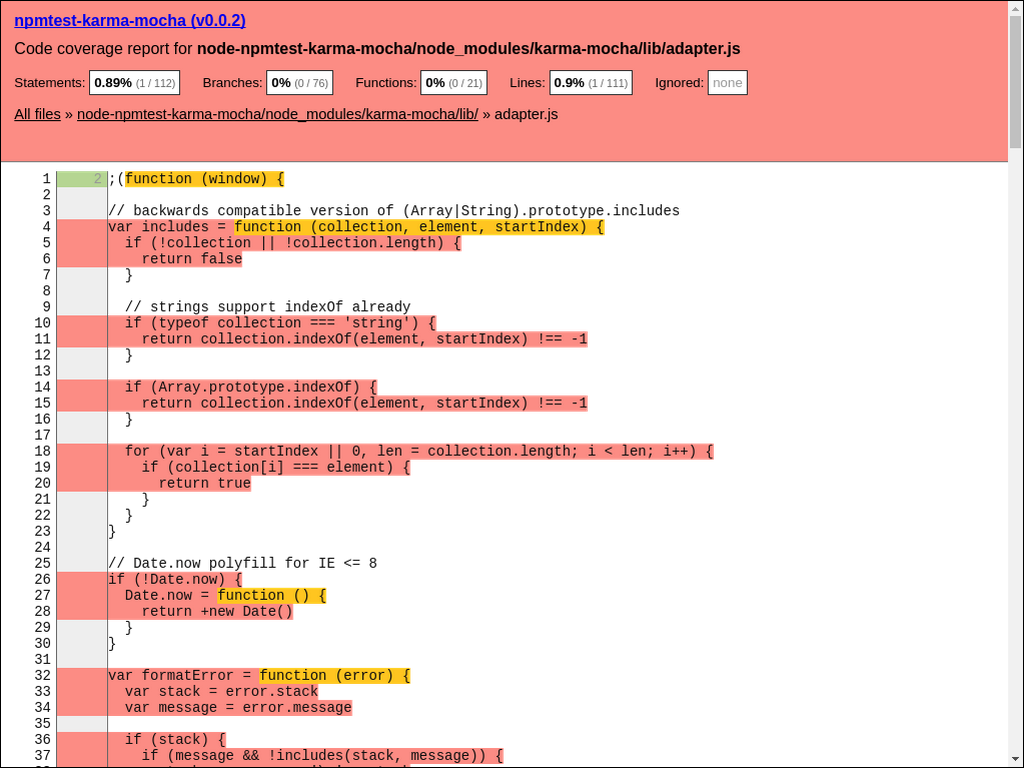 npmtest-karma-mocha (v0.0.2)
Code coverage report for node-npmtest-karma-mocha/node_modules/karma-mocha/lib/adapter.js
Statements: 0.89% (1 / 112) Branches: 0% (0 / 76) Functions: 0% (0 / 21) Lines: 0.9% (1 / 111) Ignored: none
All files » node-npmtest-karma-mocha/node_modules/karma-mocha/lib/ » adapter.js
1 2 ;(function (window) {
2
3 // backwards compatible version of (Array|String).prototype.includes
4 var includes = function (collection, element, startIndex) {
5 if (!collection || !collection.length) {
6 return false
7 }
8
9 // strings support indexOf already
10 if (typeof collection === 'string') {
11 return collection.indexOf(element, startIndex) !== -1
12 }
13
14 if (Array.prototype.indexOf) {
15 return collection.indexOf(element, startIndex) !== -1
16 }
17
18 for (var i = startIndex || 0, len = collection.length; i < len; i++) {
19 if (collection[i] === element) {
20 return true
21 }
22 }
23 }
24
25 // Date.now polyfill for IE <= 8
26 if (!Date.now) {
27 Date.now = function () {
28 return +new Date()
29 }
30 }
31
32 var formatError = function (error) {
33 var stack = error.stack
34 var message = error.message
35
36 if (stack) {
37 if (message && !includes(stack, message)) {